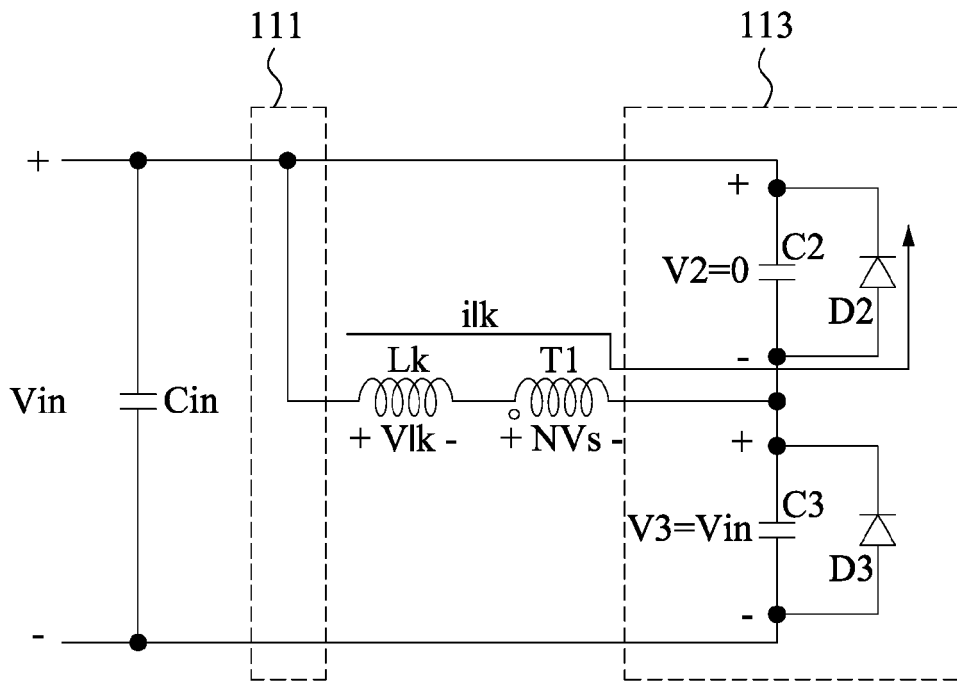 111
113
+
+
C2
V2=0
D2
ilk
-
Lk
T1
Vin
Cin
+ Vlk -
+ NVs -
+
C3
V3=Vin
D3
-
-